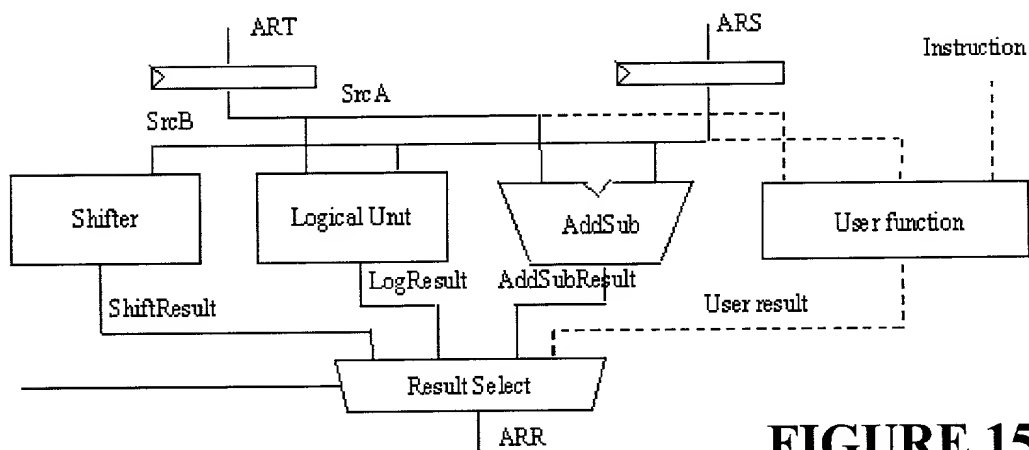 ART
ARS
Instruction
SrcA
SrcB
Shifter
Logical Unit
AddSub
User function
LogResult
AddSubResult
ShiftResult
User result
Result Select
ARR
FIGURE 15